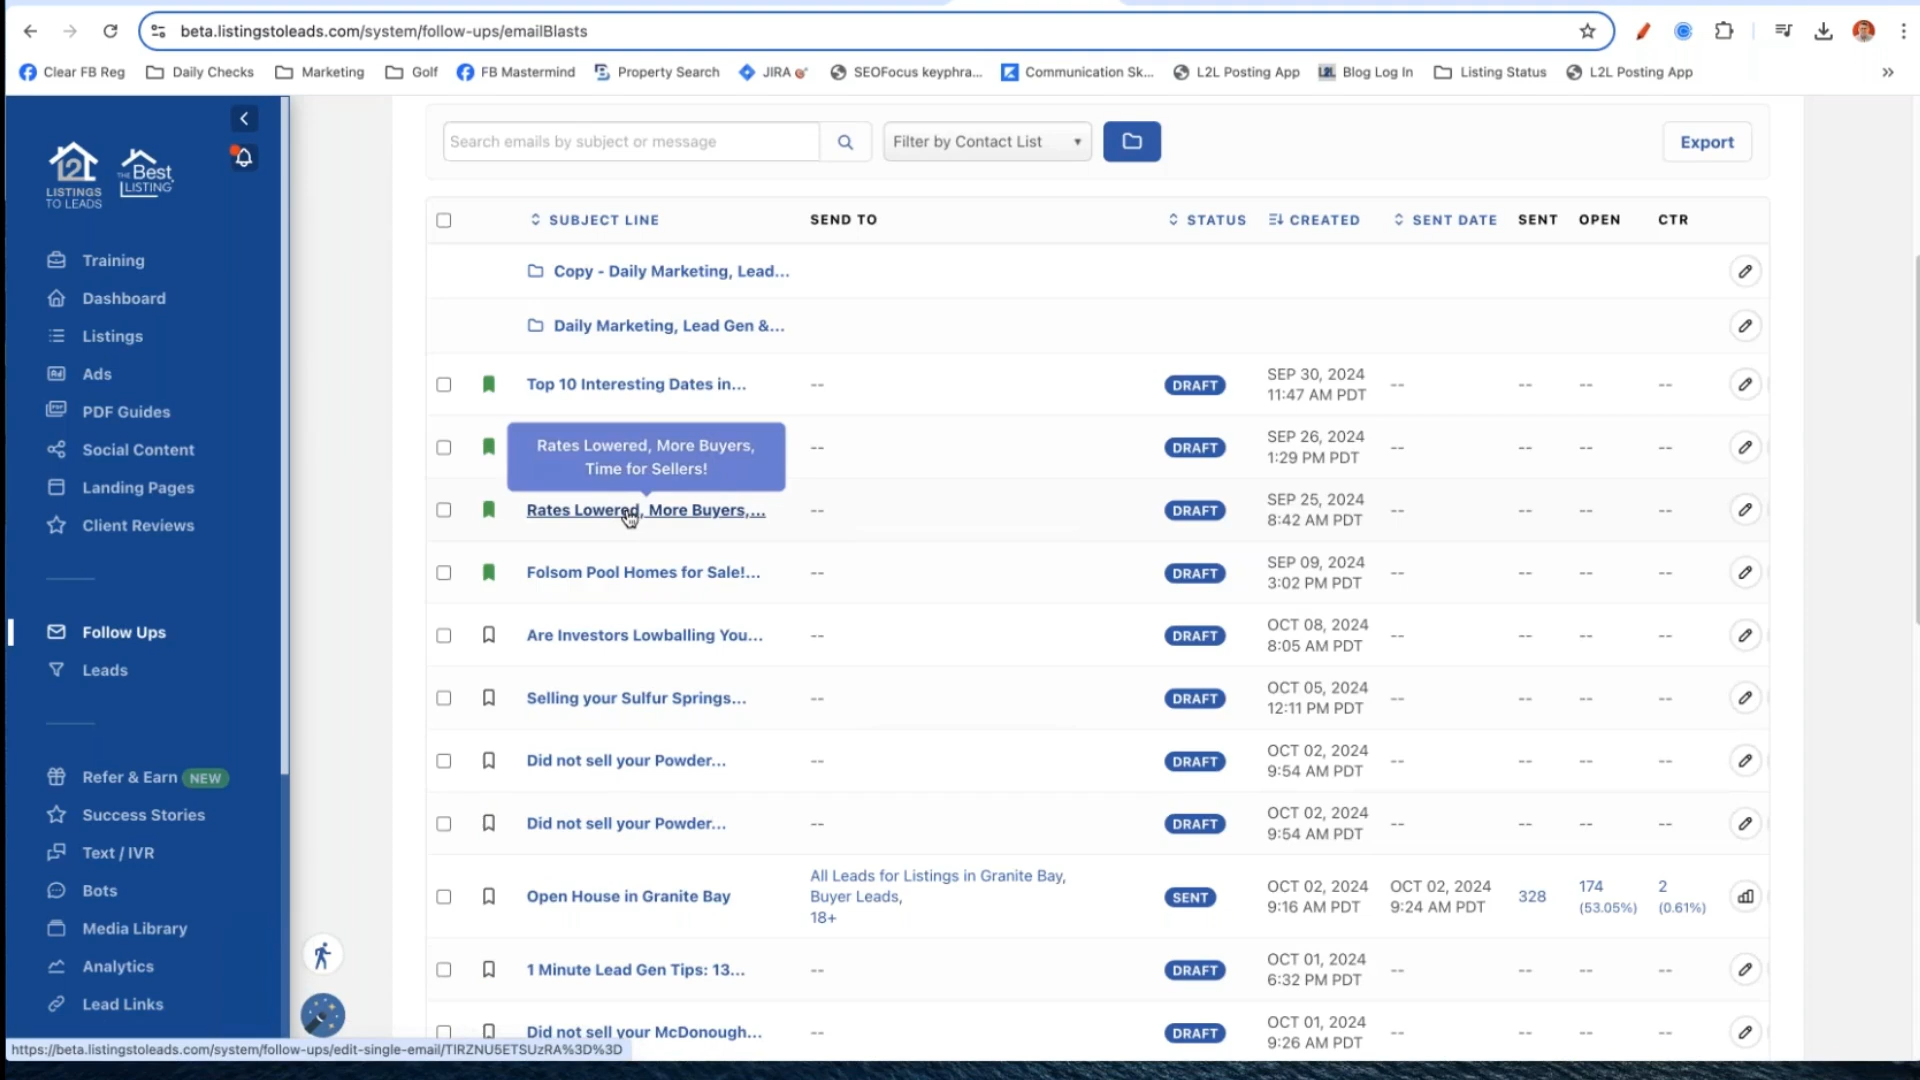 beta.listingstoleads.com/system/follow-ups/emailBlasts
Clear FB Reg Daily Checks Marketing Golf FB Mastermind Property Search JIRA SEOFocus keyphra... Communication Sk... L2L Posting App L2L Blog Log In Listing Status L2L Posting App
L2L
LISTINGS
TO LEADS
THE Best
LISTING
Training
Dashboard
Listings
Ads
PDF Guides
Social Content
Landing Pages
Client Reviews
Follow Ups
Leads
Refer & Earn NEW
Success Stories
Text / IVR
Bots
Media Library
Analytics
Lead Links
Search emails by subject or message Filter by Contact List Export
SUBJECT LINE SEND TO STATUS CREATED SENT DATE SENT OPEN CTR
Copy - Daily Marketing, Lead...
Daily Marketing, Lead Gen &...
Top 10 Interesting Dates in... -- DRAFT SEP 30, 2024 -- -- -- --
11:47 AM PDT
Rates Lowered, More Buyers,
Time for Sellers!
-- DRAFT SEP 26, 2024 -- -- -- --
1:29 PM PDT
Rates Lowered, More Buyers,... -- DRAFT SEP 25, 2024 -- -- -- --
8:42 AM PDT
Folsom Pool Homes for Sale!... -- DRAFT SEP 09, 2024 -- -- -- --
3:02 PM PDT
Are Investors Lowballing You... -- DRAFT OCT 08, 2024 -- -- -- --
8:05 AM PDT
Selling your Sulfur Springs... -- DRAFT OCT 05, 2024 -- -- -- --
12:11 PM PDT
Did not sell your Powder... -- DRAFT OCT 02, 2024 -- -- -- --
9:54 AM PDT
Did not sell your Powder... -- DRAFT OCT 02, 2024 -- -- -- --
9:54 AM PDT
Open House in Granite Bay All Leads for Listings in Granite Bay, SENT OCT 02, 2024 OCT 02, 2024 328 174 2
Buyer Leads, 9:16 AM PDT 9:24 AM PDT (53.05%) (0.61%)
18+
1 Minute Lead Gen Tips: 13... -- DRAFT OCT 01, 2024 -- -- -- --
6:32 PM PDT
Did not sell your McDonough... -- DRAFT OCT 01, 2024 -- -- -- --
9:26 AM PDT
https://beta.listingstoleads.com/system/follow-ups/edit-single-email/TlRZNU5ETSUzRA%3D%3D